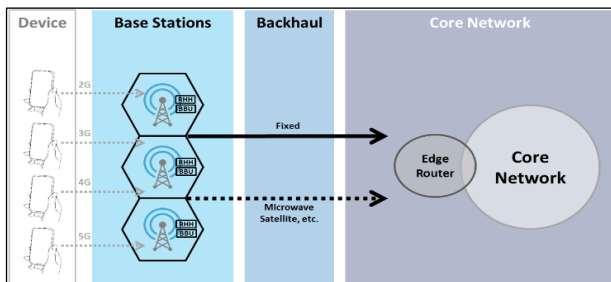 Device
Base Stations
Backhaul
Core Network
2G
3G
4G
5G
RHH
BBU
RHH
BBU
RHH
BBU
Fixed
Microwave
Satellite, etc.
Edge
Router
Core
Network